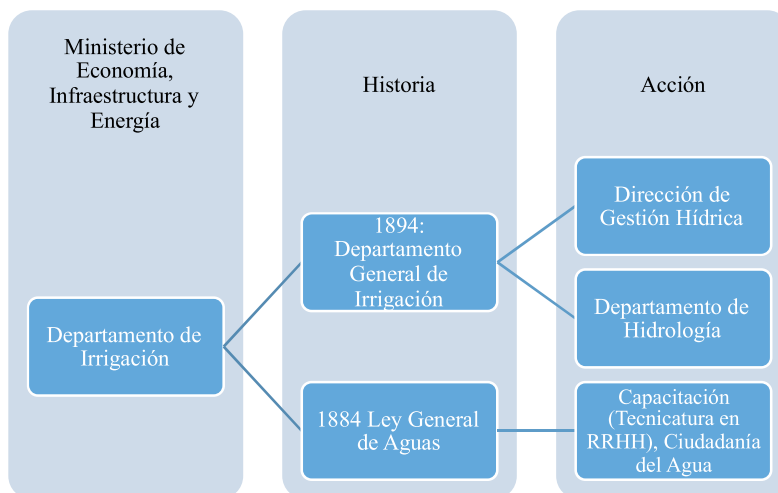 Ministerio de
Economía,
Infraestructura y
Energía
Historia
Acción
Departamento de
Irrigación
1894:
Departamento
General de
Irrigación
1884 Ley General
de Aguas
Dirección de
Gestión Hídrica
Departamento de
Hidrología
Capacitación
(Tecnicatura en
RRHH), Ciudadanía
del Agua